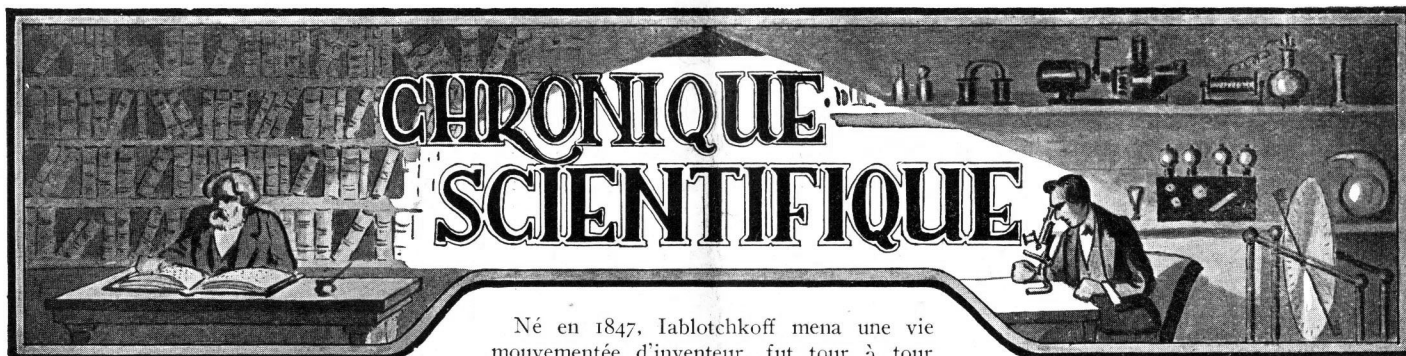 CHRONIQUE
SCIENTIFIQUE
Né en 1847, Iablotchkoff mena une vie
mouvementée d'inventeur, fut tour à tour